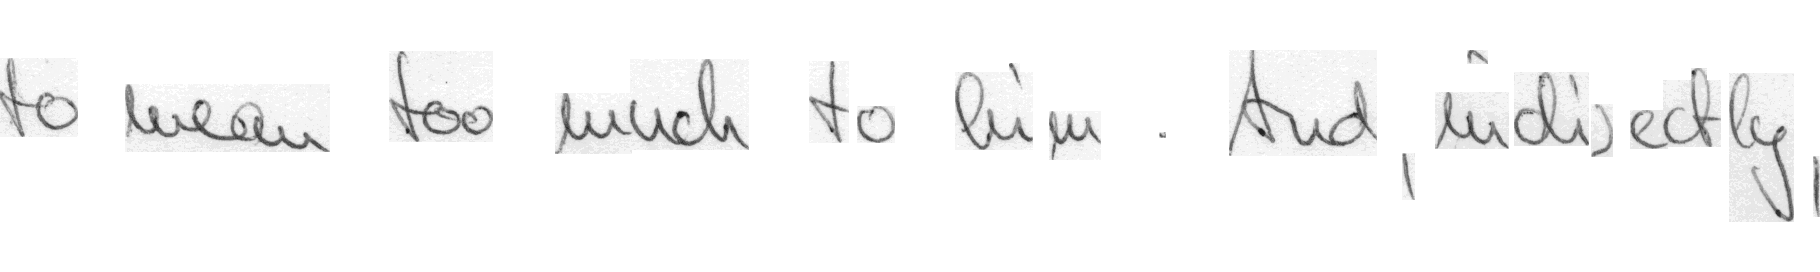 to mean too much to him . And, indirectly,